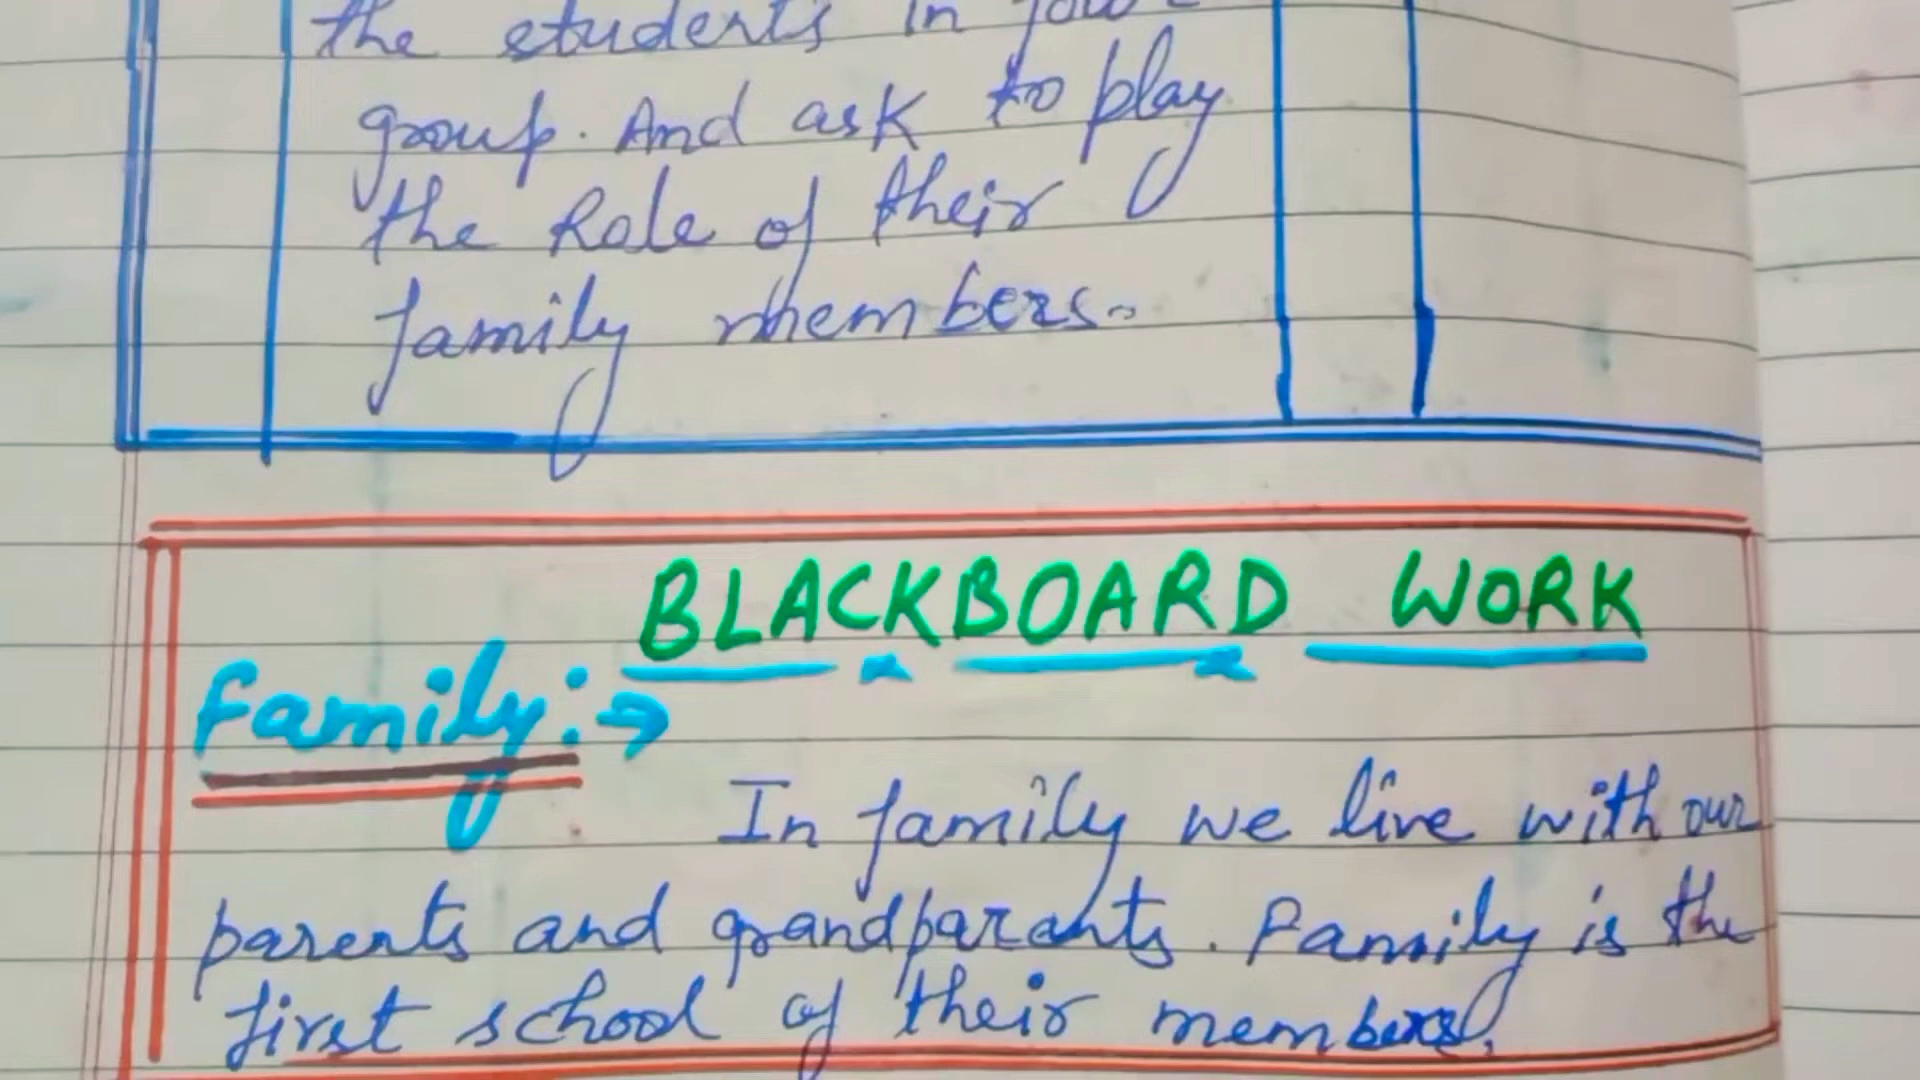 the students in four
group. And ask to play
the Role of their
family members.
BLACKBOARD WORK
Family:→
In family we live with our
parents and grandparants. Family is the
first school of their members.